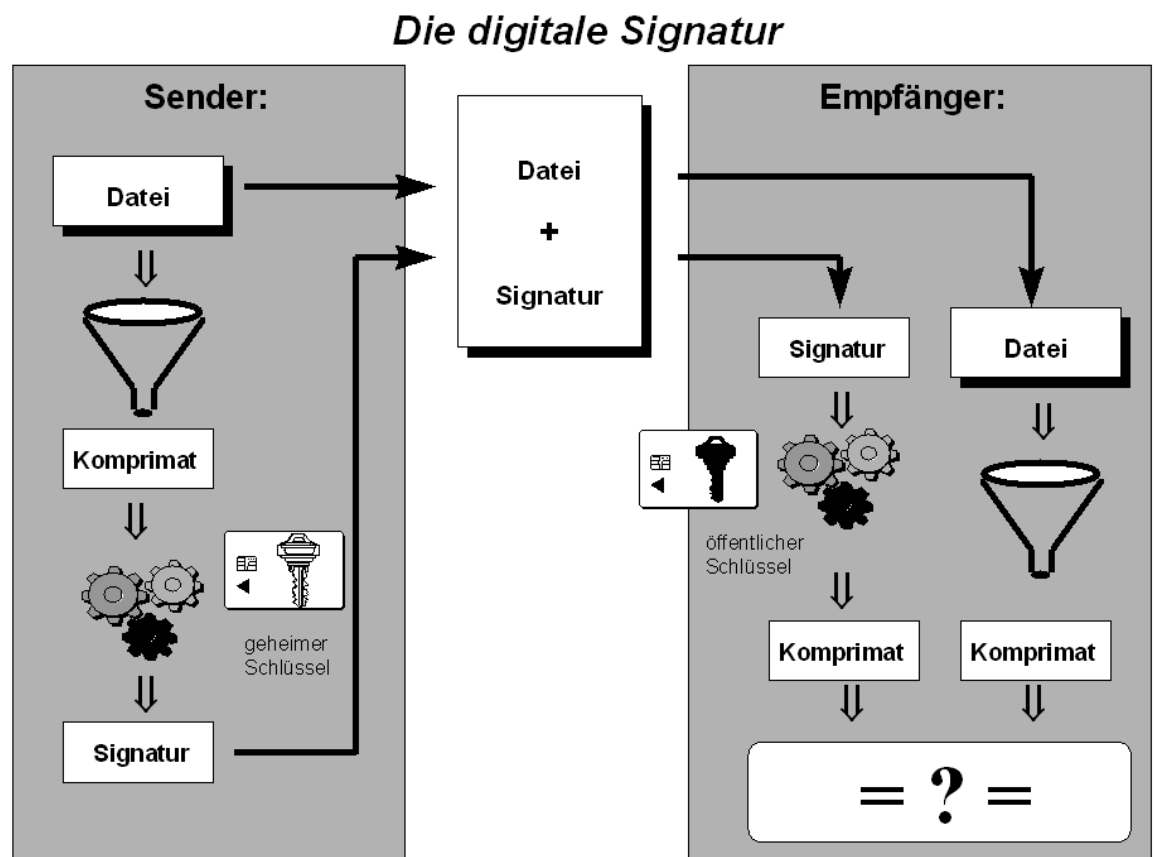 Die digitale Signatur
Sender:
Datei
Komprimat
geheimer
Schlüssel
Signatur
Datei
+
Signatur
Empfänger:
Signatur
Datei
öffentlicher
Schlüssel
Komprimat
Komprimat
= ? =